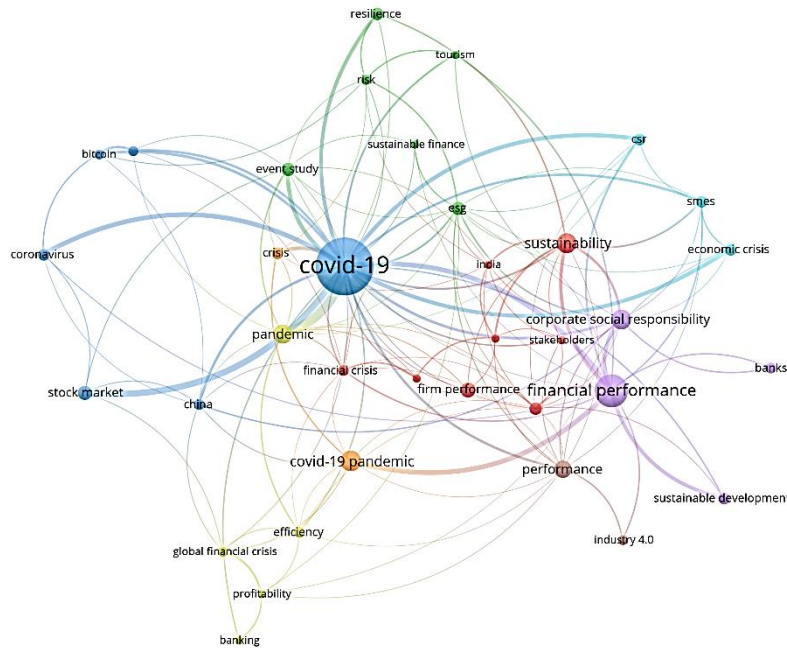 resilience
tourism
risk
sustainable finance
csr
bitcoin
event study
smes
esg
sustainability
economic crisis
coronavirus
crisis
covid-19
india
corporate social responsibility
pandemic
stakeholders
financial crisis
banks
stock market
firm performance
financial performance
china
covid-19 pandemic
performance
sustainable development
efficiency
industry 4.0
global financial crisis
profitability
banking